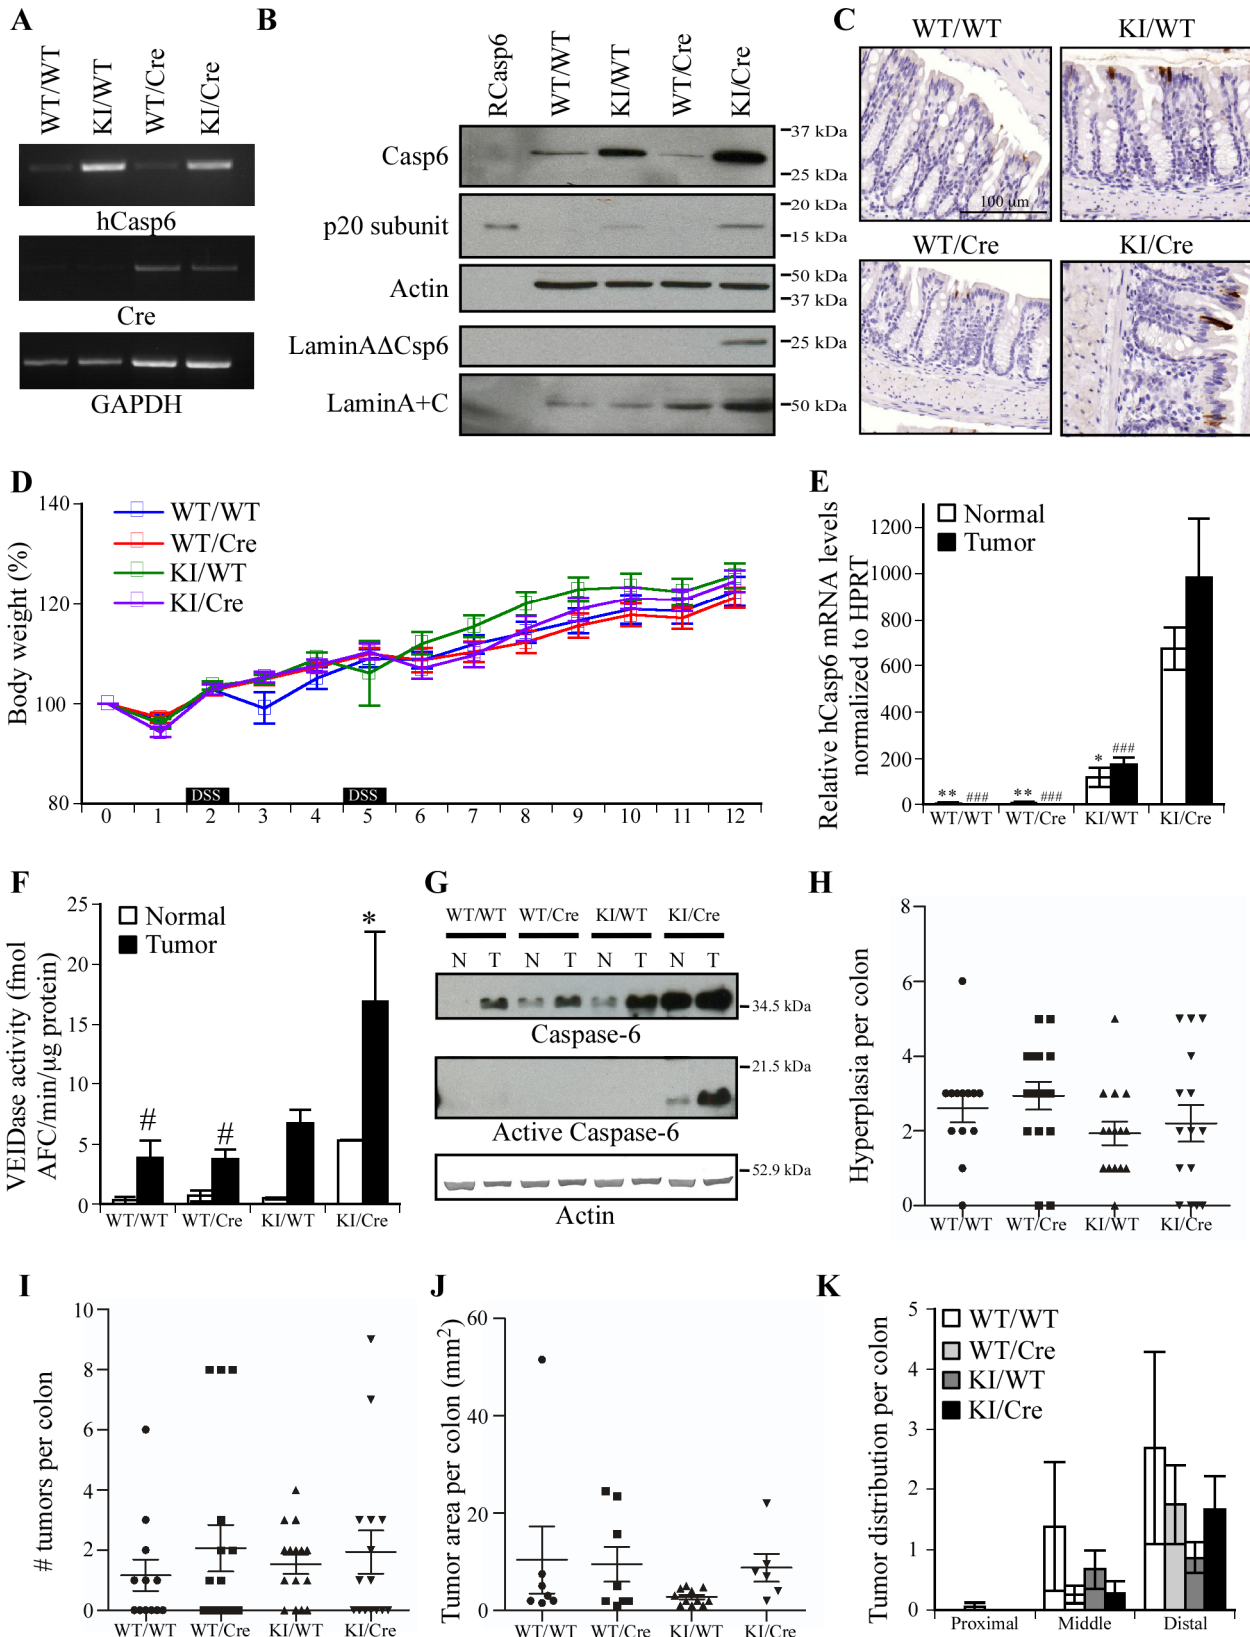 A
WT/WT
KI/WT
WT/Cre
KI/Cre
hCasp6
Cre
GAPDH
B
RCasp6
WT/WT
KI/WT
WT/Cre
KI/Cre
Casp6
37 kDa
25 kDa
p20 subunit
20 kDa
15 kDa
Actin
50 kDa
37 kDa
LaminAΔCsp6
25 kDa
LaminA+C
50 kDa
C
WT/WT
KI/WT
100 µm
WT/Cre
KI/Cre
D
Body weight (%)
140
120
100
80
WT/WT
WT/Cre
KI/WT
KI/Cre
DSS
DSS
0 1 2 3 4 5 6 7 8 9 10 11 12
E
Relative hCasp6 mRNA levels
normalized to HPRT
1200
1000
800
600
400
200
0
Normal
Tumor
** ###
** ###
* ###
WT/WT WT/Cre KI/WT KI/Cre
F
VEIDase activity (fmol
AFC/min/µg protein)
25
20
15
10
5
0
Normal
Tumor
# # *
WT/WT WT/Cre KI/WT KI/Cre
G
WT/WT WT/Cre KI/WT KI/Cre
N T N T N T N T
34.5 kDa
Caspase-6
21.5 kDa
Active Caspase-6
52.9 kDa
Actin
H
Hyperplasia per colon
8
6
4
2
0
WT/WT WT/Cre KI/WT KI/Cre
I
# tumors per colon
10
8
6
4
2
0
WT/WT WT/Cre KI/WT KI/Cre
J
Tumor area per colon (mm²)
60
40
20
0
WT/WT WT/Cre KI/WT KI/Cre
K
Tumor distribution per colon
5
4
3
2
1
0
WT/WT
WT/Cre
KI/WT
KI/Cre
Proximal Middle Distal